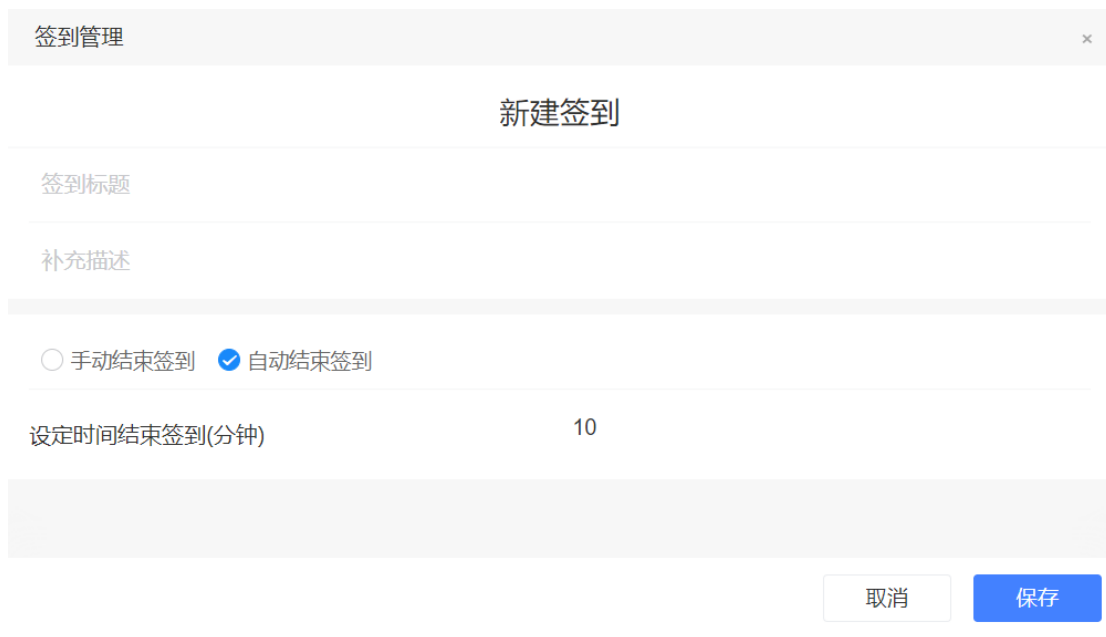 签到管理
×
新建签到
签到标题
补充描述
手动结束签到 自动结束签到
设定时间结束签到(分钟) 10
取消 保存